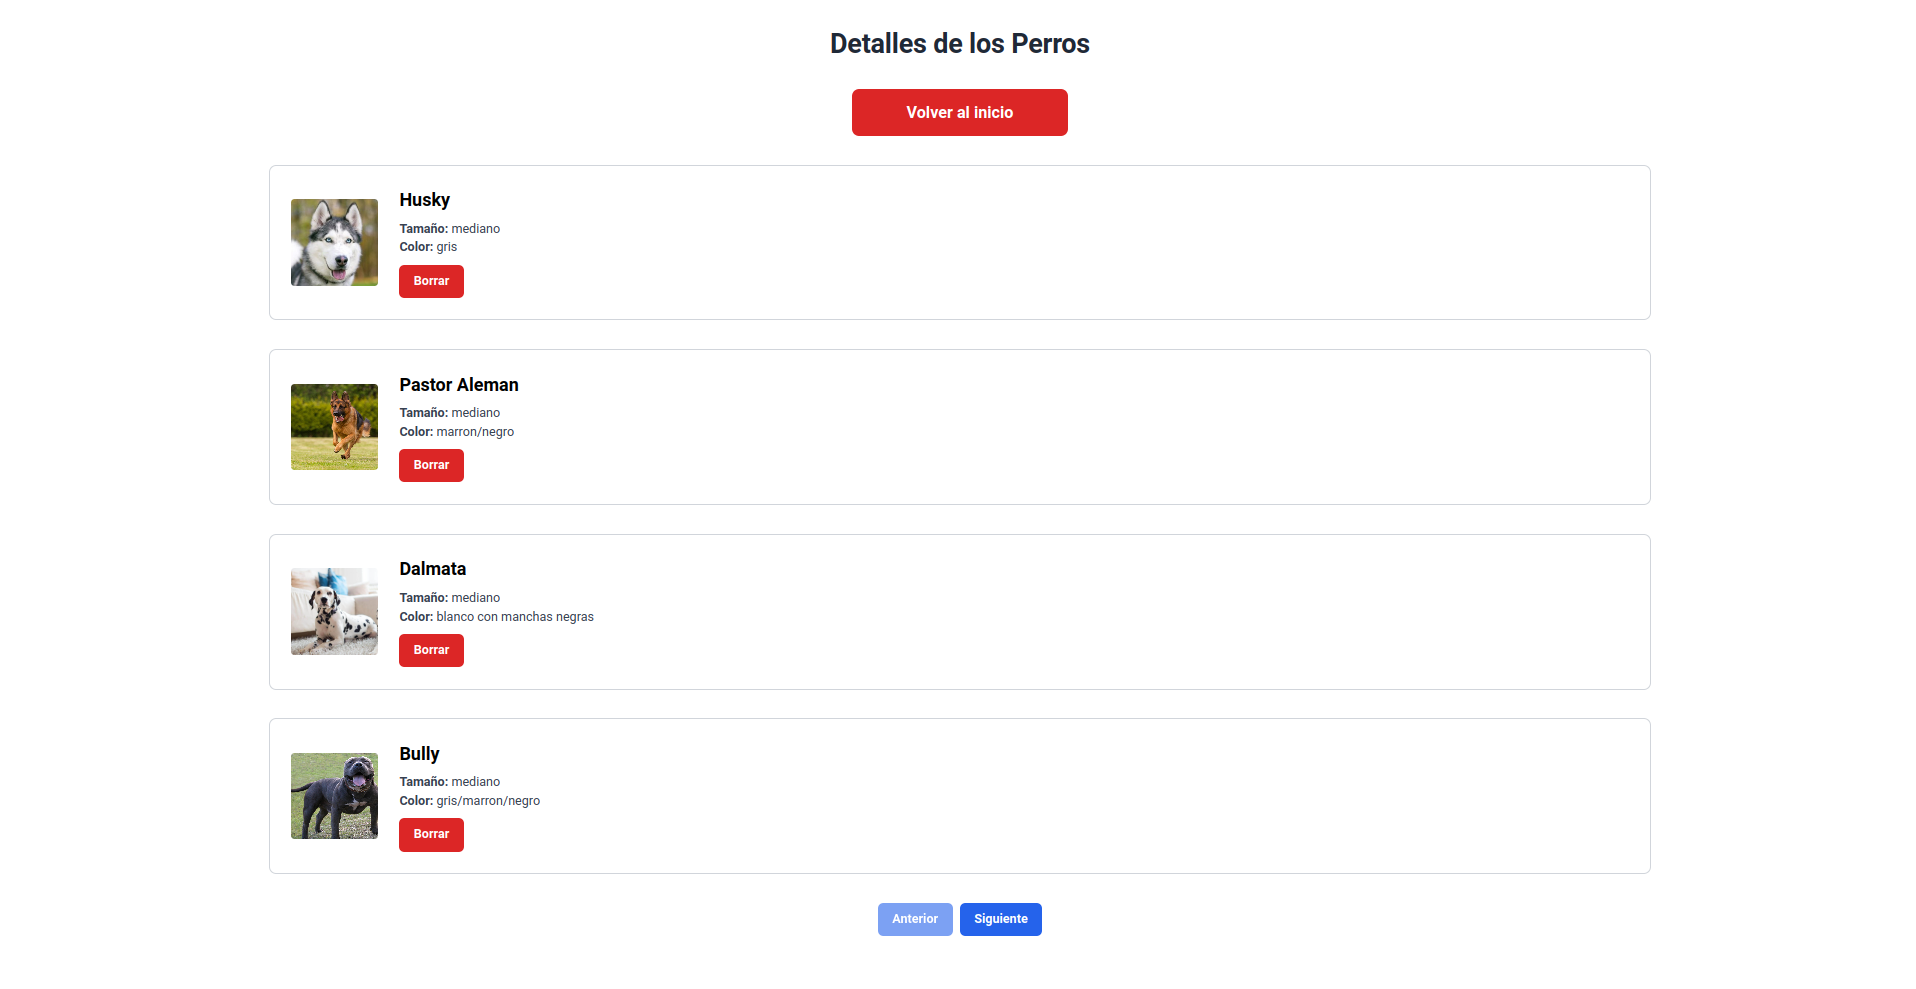 Detalles de los Perros
Volver al inicio
Husky
Tamaño: mediano
Color: gris
Borrar
Pastor Aleman
Tamaño: mediano
Color: marron/negro
Borrar
Dalmata
Tamaño: mediano
Color: blanco con manchas negras
Borrar
Bully
Tamaño: mediano
Color: gris/marron/negro
Borrar
Anterior Siguiente